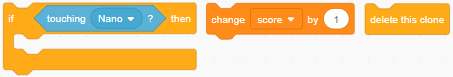 if touching Nano ? then change score by 1 delete this clone